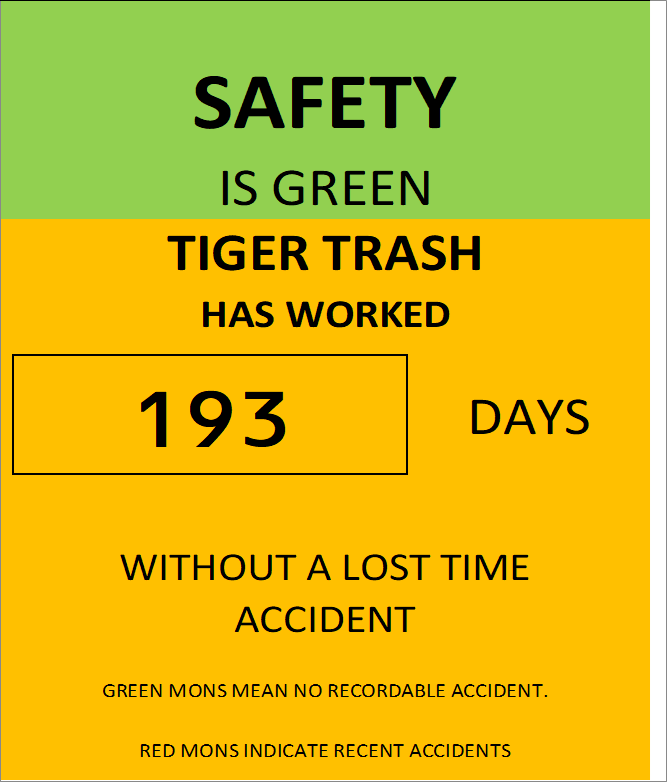 SAFETY
IS GREEN
TIGER TRASH
HAS WORKED
193 DAYS
WITHOUT A LOST TIME
ACCIDENT
GREEN MONS MEAN NO RECORDABLE ACCIDENT.
RED MONS INDICATE RECENT ACCIDENTS